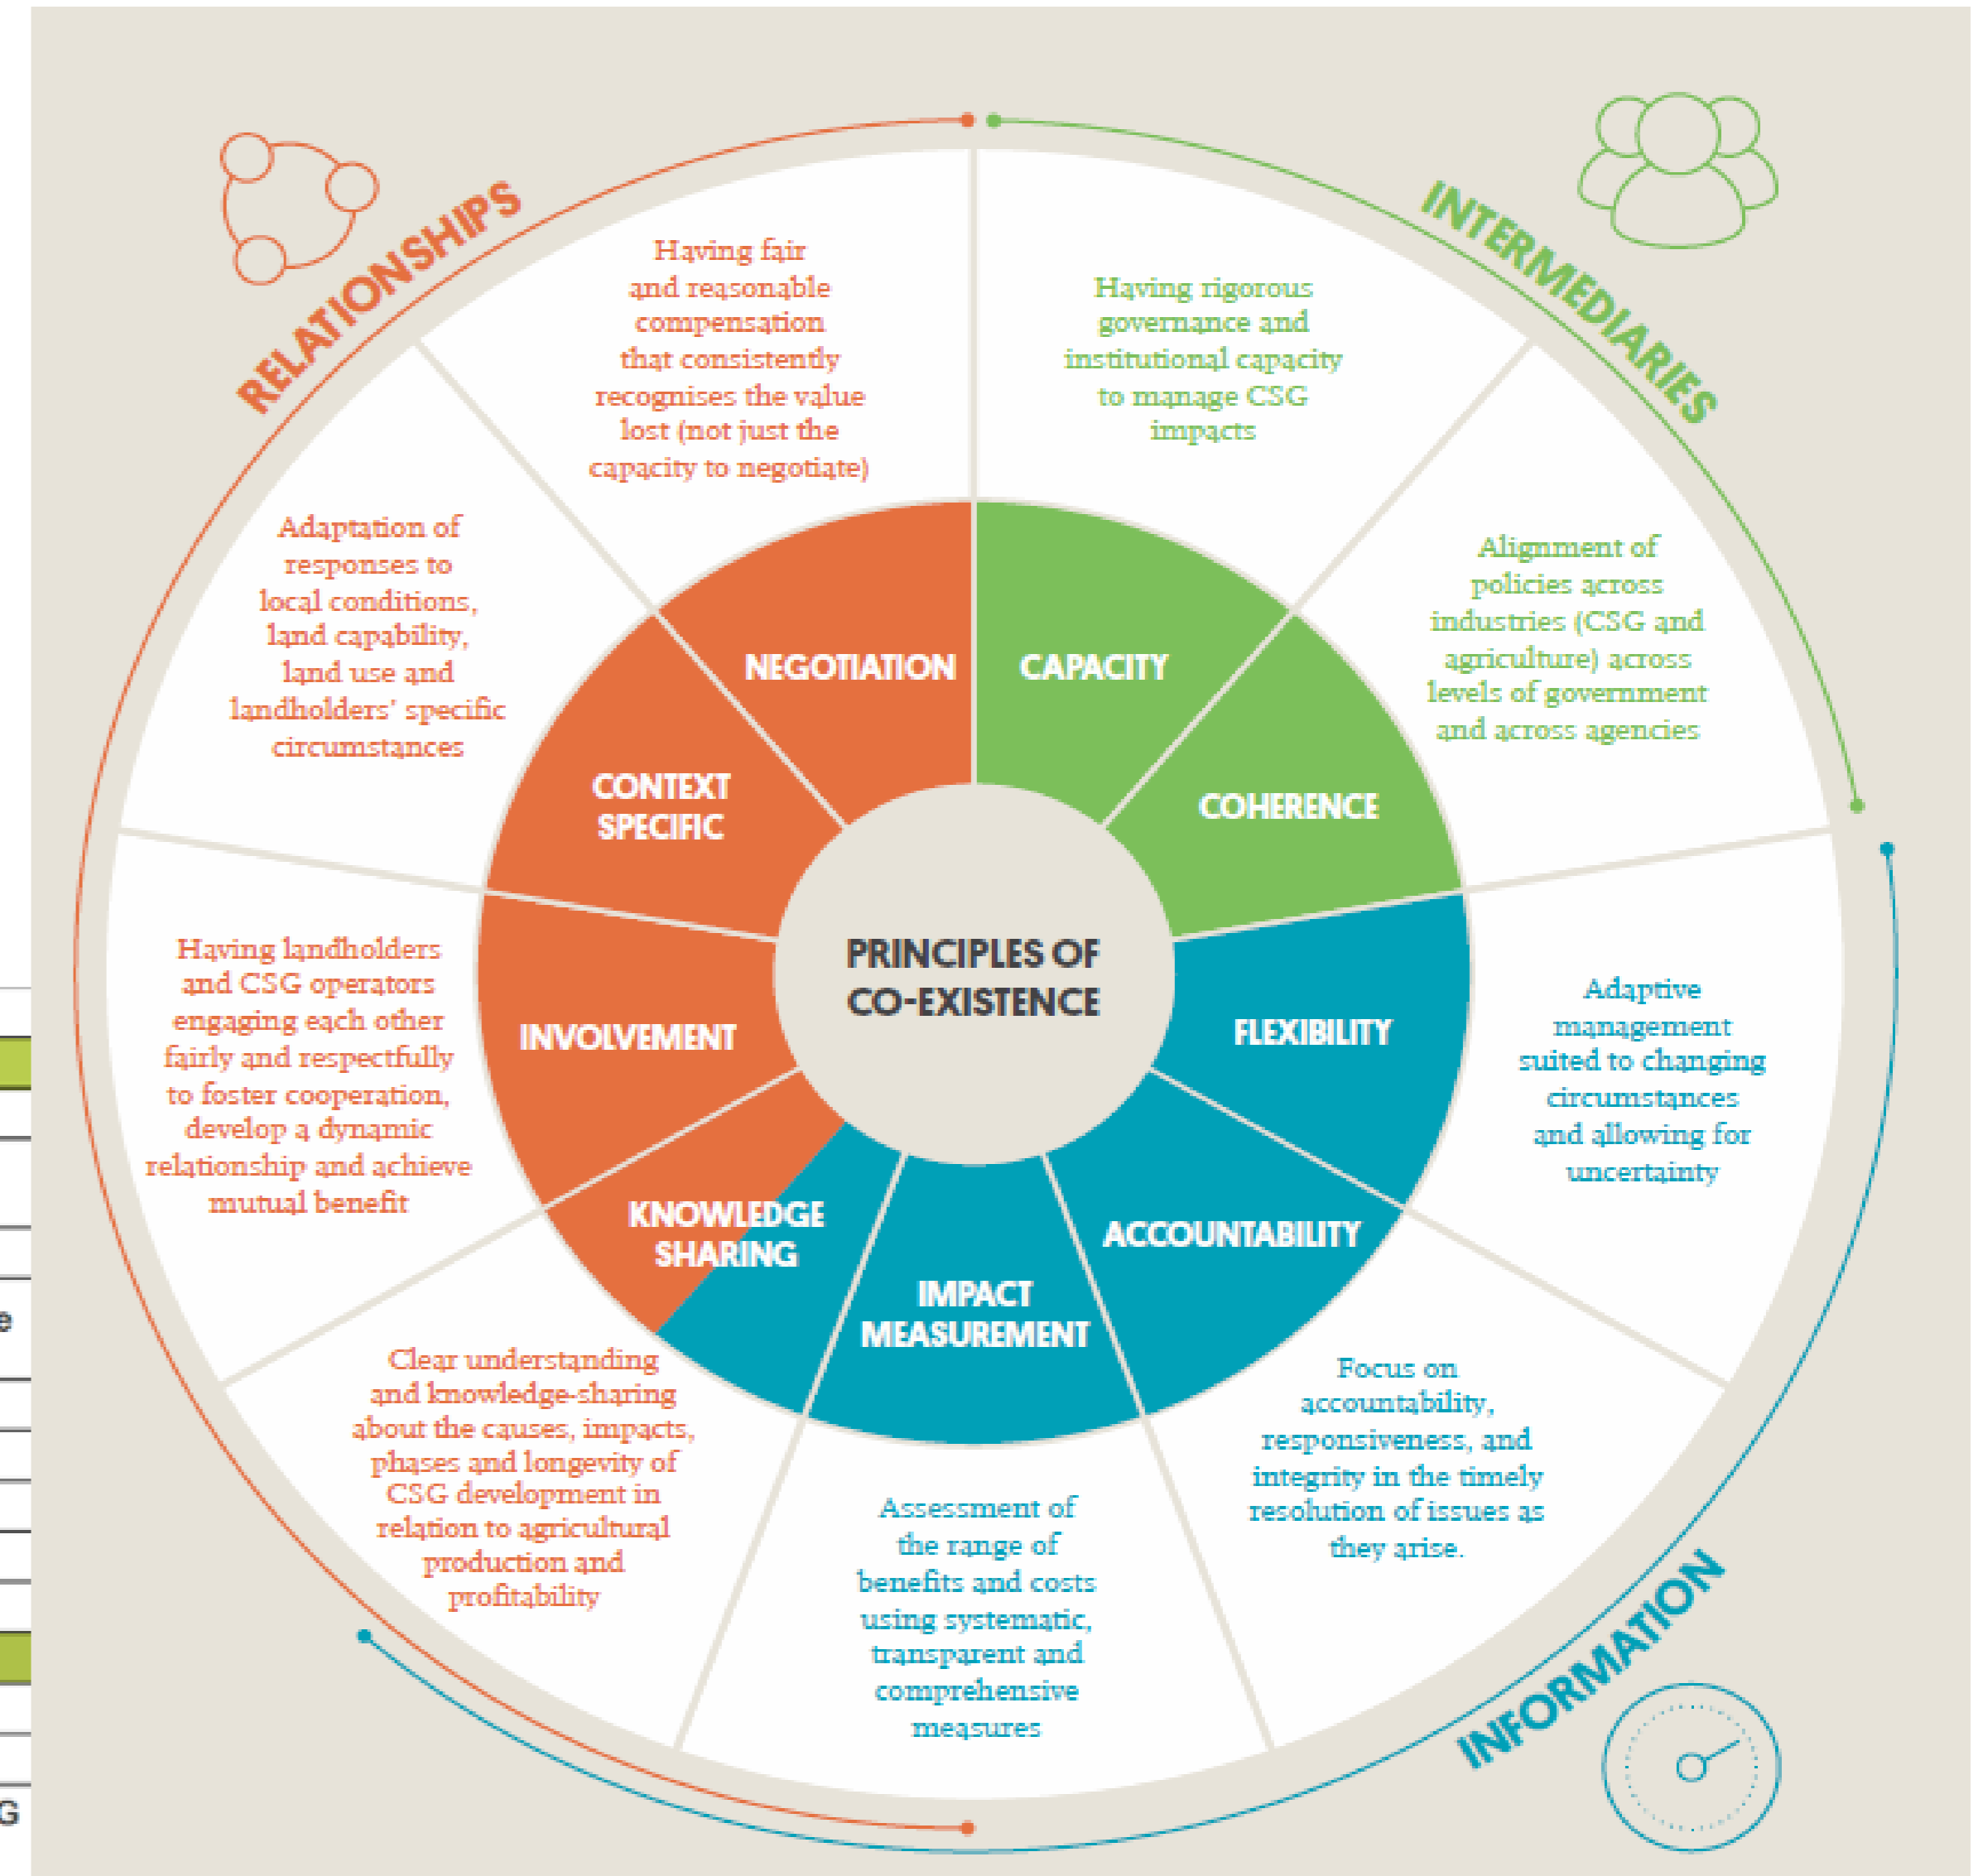 RELATIONSHIPS
INTERMEDIARIES
INFORMATION
PRINCIPLES OF
CO-EXISTENCE
NEGOTIATION
Having fair
and reasonable
compensation
that consistently
recognises the value
lost (not just the
capacity to negotiate)
CAPACITY
Having rigorous
governance and
institutional capacity
to manage CSG
impacts
COHERENCE
Alignment of
policies across
industries (CSG and
agriculture) across
levels of government
and across agencies
FLEXIBILITY
Adaptive
management
suited to changing
circumstances
and allowing for
uncertainty
ACCOUNTABILITY
Focus on
accountability,
responsiveness, and
integrity in the timely
resolution of issues as
they arise.
IMPACT
MEASUREMENT
Assessment of
the range of
benefits and costs
using systematic,
transparent and
comprehensive
measures
KNOWLEDGE
SHARING
Clear understanding
and knowledge-sharing
about the causes, impacts,
phases and longevity of
CSG development in
relation to agricultural
production and
profitability
INVOLVEMENT
Having landholders
and CSG operators
engaging each other
fairly and respectfully
to foster cooperation,
develop a dynamic
relationship and achieve
mutual benefit
CONTEXT
SPECIFIC
Adaptation of
responses to
local conditions,
land capability,
land use and
landholders' specific
circumstances
e
G